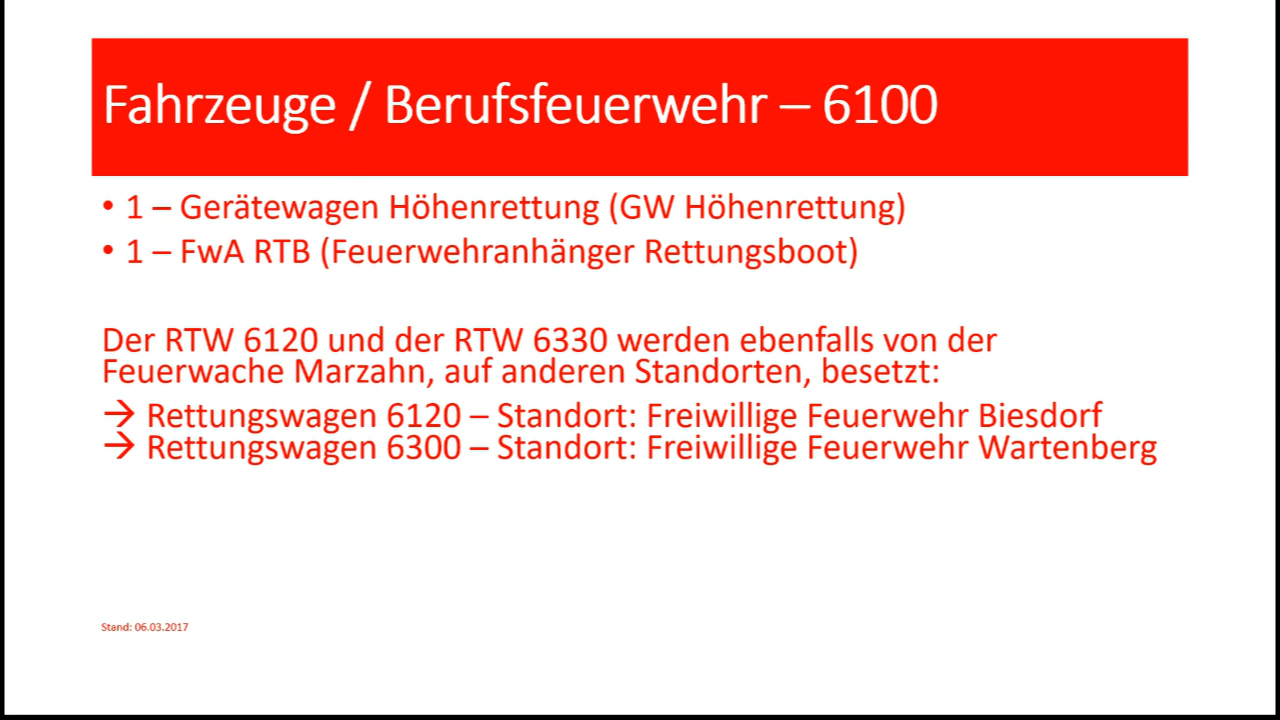 Fahrzeuge / Berufsfeuerwehr – 6100
• 1 – Gerätewagen Höhenrettung (GW Höhenrettung)
• 1 – FwA RTB (Feuerwehranhänger Rettungsboot)
Der RTW 6120 und der RTW 6330 werden ebenfalls von der
Feuerwache Marzahn, auf anderen Standorten, besetzt:
→ Rettungswagen 6120 – Standort: Freiwillige Feuerwehr Biesdorf
→ Rettungswagen 6300 – Standort: Freiwillige Feuerwehr Wartenberg
Stand: 06.03.2017